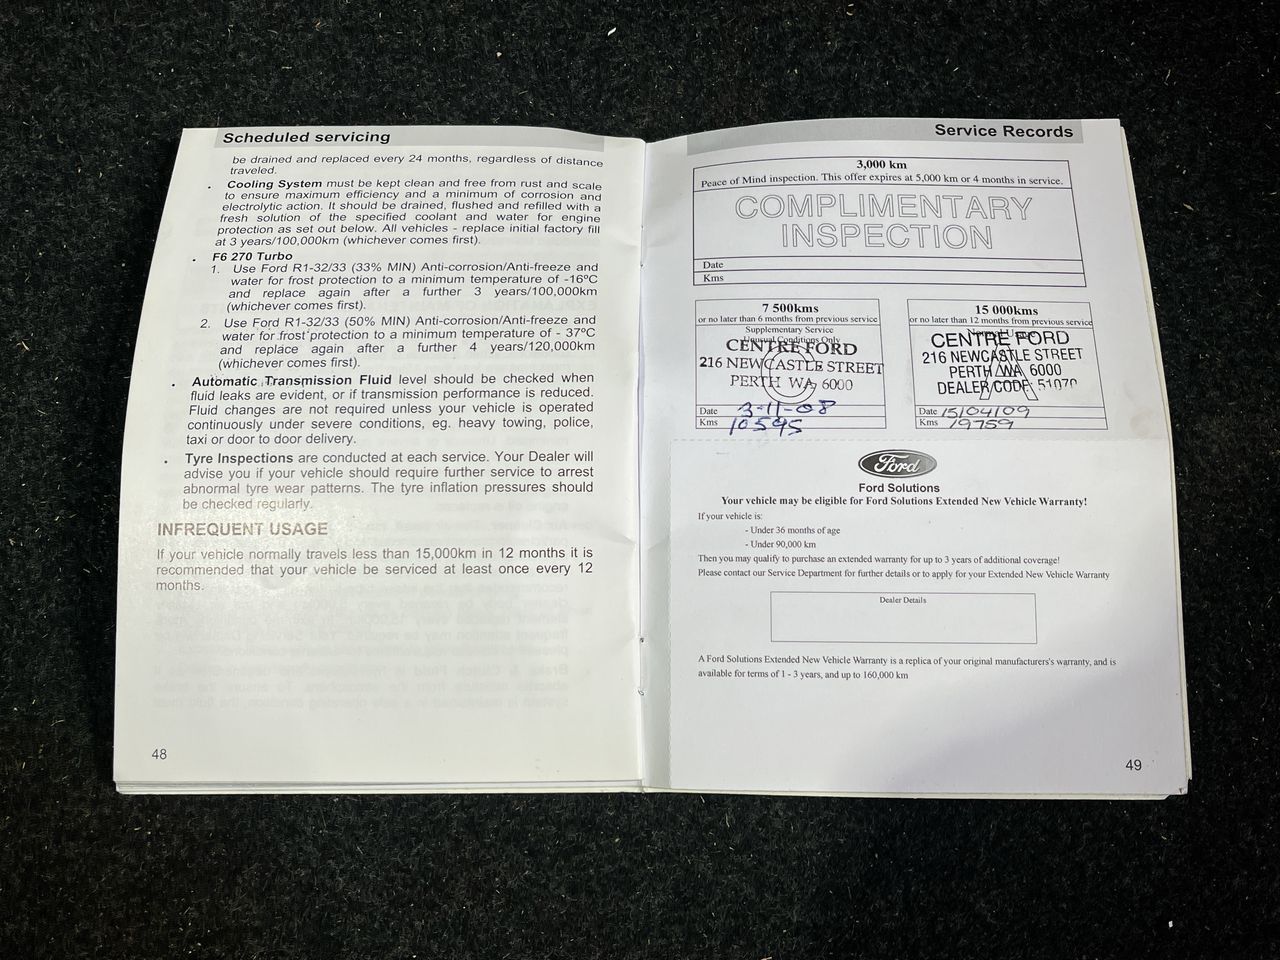 Scheduled servicing
be drained and replaced every 24 months, regardless of distance
traveled.
• Cooling System must be kept clean and free from rust and scale
to ensure maximum efficiency and a minimum of corrosion and
electrolytic action. It should be drained, flushed and refilled with a
fresh solution of the specified coolant and water for engine
protection as set out below. All vehicles - replace initial factory fill
at 3 years/100,000km (whichever comes first).
• F6 270 Turbo
1. Use Ford R1-32/33 (33% MIN) Anti-corrosion/Anti-freeze and
water for frost protection to a minimum temperature of -16ºC
and replace again after a further 3 years/100,000km
(whichever comes first).
2. Use Ford R1-32/33 (50% MIN) Anti-corrosion/Anti-freeze and
water for frost protection to a minimum temperature of - 37ºC
and replace again after a further 4 years/120,000km
(whichever comes first).
• Automatic Transmission Fluid level should be checked when
fluid leaks are evident, or if transmission performance is reduced.
Fluid changes are not required unless your vehicle is operated
continuously under severe conditions, eg. heavy towing, police,
taxi or door to door delivery.
• Tyre Inspections are conducted at each service. Your Dealer will
advise you if your vehicle should require further service to arrest
abnormal tyre wear patterns. The tyre inflation pressures should
be checked regularly.
INFREQUENT USAGE
If your vehicle normally travels less than 15,000km in 12 months it is
recommended that your vehicle be serviced at least once every 12
months.
48
Service Records
3,000 km
Peace of Mind inspection. This offer expires at 5,000 km or 4 months in service.
COMPLIMENTARY
INSPECTION
Date
Kms
7 500kms
or no later than 6 months from previous service
Supplementary Service
Unusual Conditions Only
C
CENTRE FORD
216 NEWCASTLE STREET
PERTH WA 6000
Date 3-11-08
Kms 10595
15 000kms
or no later than 12 months from previous service
Normal Usage
A
CENTRE FORD
216 NEWCASTLE STREET
PERTH WA 6000
DEALER CODE: 51070
Date 15/04/09
Kms 19759
Ford
Ford Solutions
Your vehicle may be eligible for Ford Solutions Extended New Vehicle Warranty!
If your vehicle is:
- Under 36 months of age
- Under 90,000 km
Then you may qualify to purchase an extended warranty for up to 3 years of additional coverage!
Please contact our Service Department for further details or to apply for your Extended New Vehicle Warranty
Dealer Details
A Ford Solutions Extended New Vehicle Warranty is a replica of your original manufacturers's warranty, and is
available for terms of 1 - 3 years, and up to 160,000 km
49